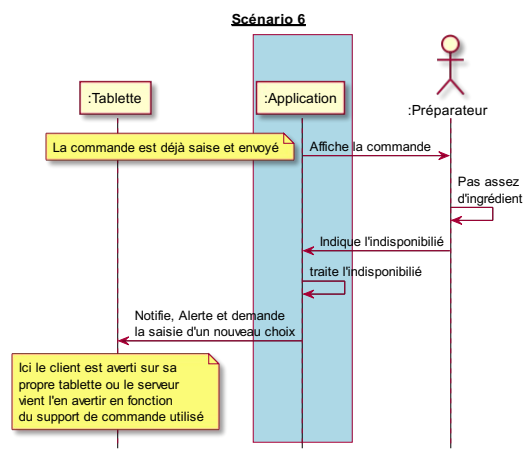 Scénario 6
:Tablette
:Application
:Préparateur
La commande est déjà saise et envoyé
Affiche la commande
Pas assez
d'ingrédient
Indique l'indisponibilié
traite l'indisponibilié
Notifie, Alerte et demande
la saisie d'un nouveau choix
Ici le client est averti sur sa
propre tablette ou le serveur
vient l'en avertir en fonction
du support de commande utilisé